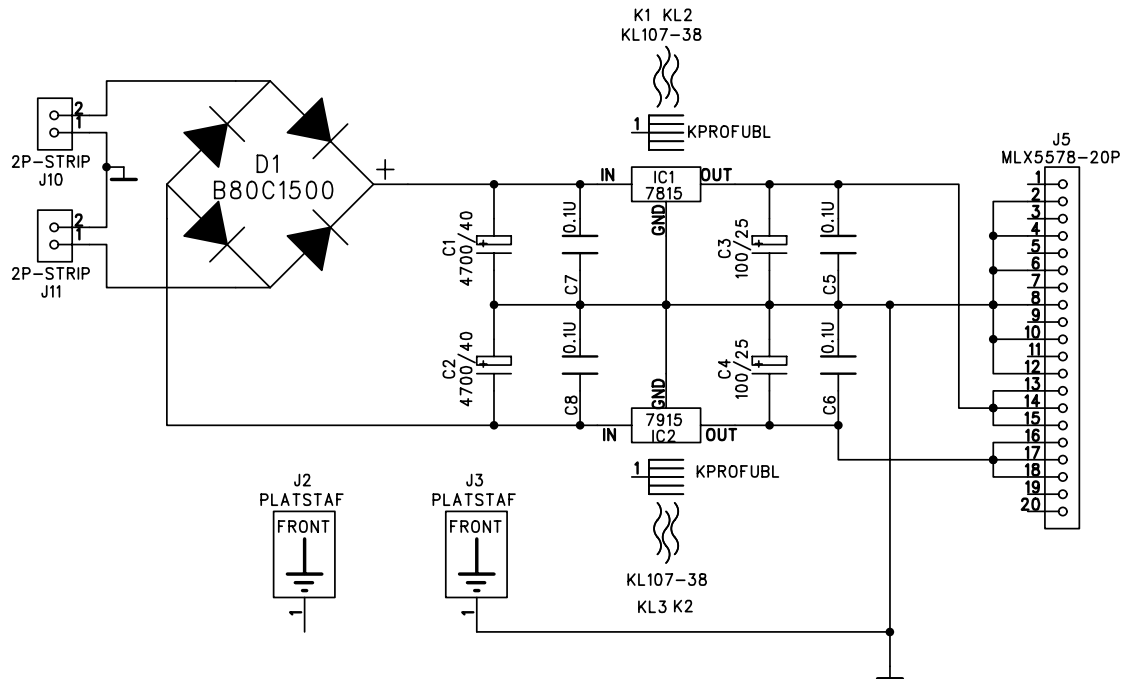 K1 KL2
KL107-38
1
KPROFUBL
2
1
2P-STRIP
J10
D1
B80C1500
+
2
1
2P-STRIP
J11
IN
IC1
7815
OUT
GND
C1
4700/40
+
0.1U
C7
C3
100/25
+
0.1U
C5
C2
4700/40
+
0.1U
C8
C4
100/25
+
0.1U
C6
GND
IN
7915
IC2
OUT
1
KPROFUBL
KL107-38
KL3 K2
J5
MLX5578-20P
1
2
3
4
5
6
7
8
9
10
11
12
13
14
15
16
17
18
19
20
J2
PLATSTAF
FRONT
1
J3
PLATSTAF
FRONT
1